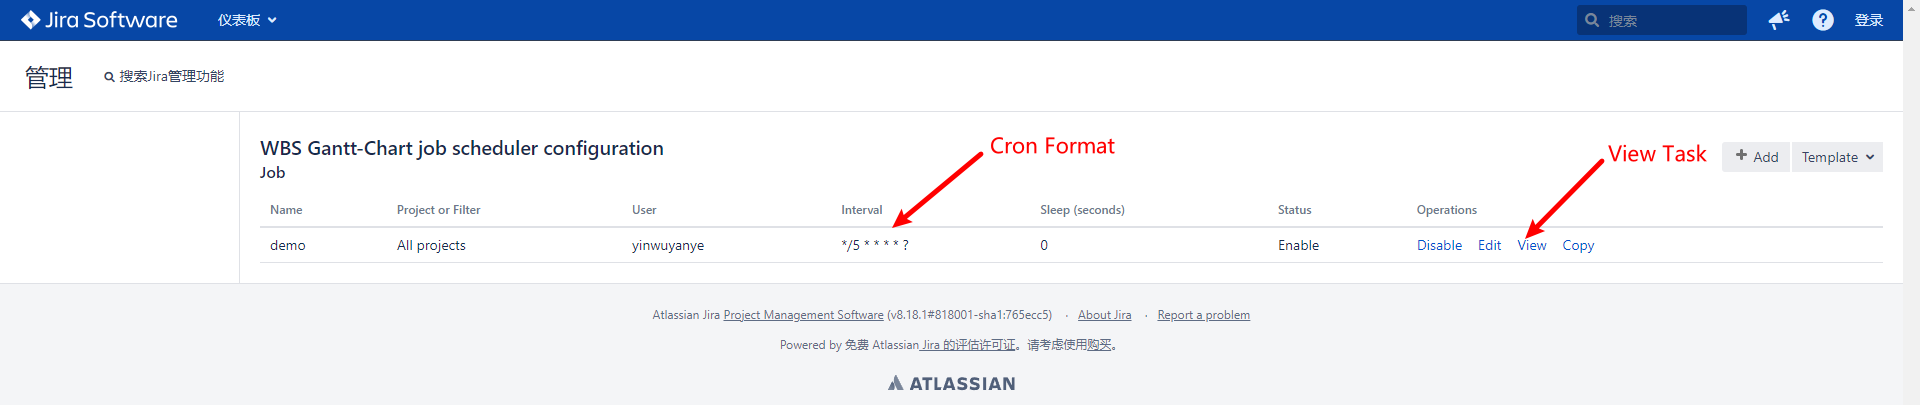 Jira Software 仪表板 搜索 登录
管理 搜索Jira管理功能
Cron Format
View Task
WBS Gantt-Chart job scheduler configuration
Add Template
Job
Name Project or Filter User Interval Sleep (seconds) Status Operations
demo All projects yinwuyanye */5 * * * * ? 0 Enable Disable Edit View Copy
Atlassian Jira Project Management Software (v8.18.1#818001-sha1:765ecc5) · About Jira · Report a problem
Powered by 免费 Atlassian Jira 的评估许可证。请考虑使用购买。
ATLASSIAN